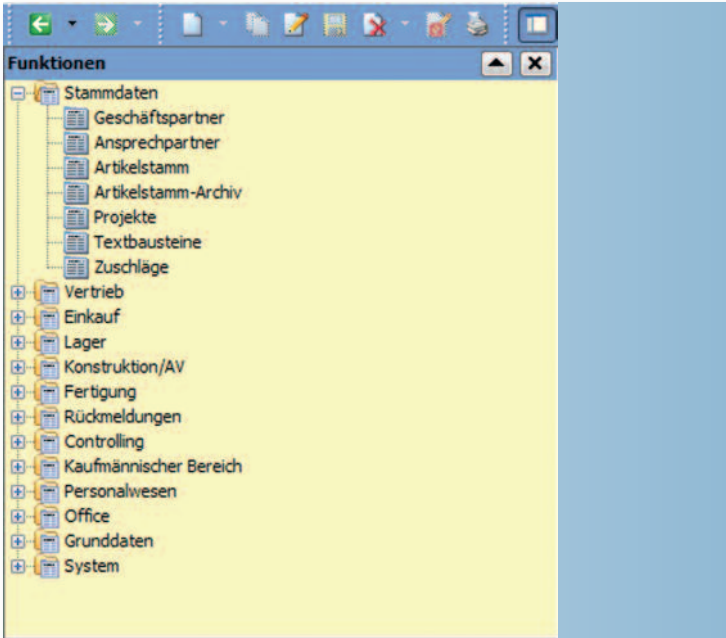 Funktionen
Stammdaten
Geschäftspartner
Ansprechpartner
Artikelstamm
Artikelstamm-Archiv
Projekte
Textbausteine
Zuschläge
Vertrieb
Einkauf
Lager
Konstruktion/AV
Fertigung
Rückmeldungen
Controlling
Kaufmännischer Bereich
Personalwesen
Office
Grunddaten
System